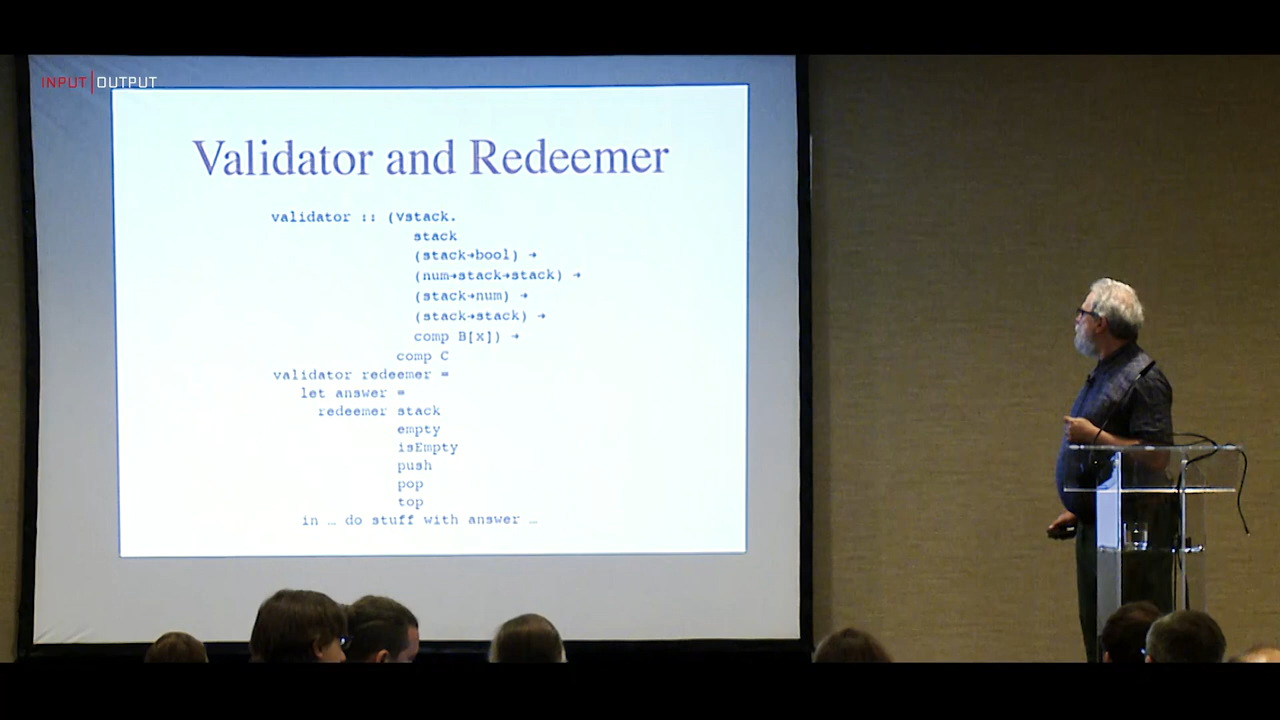 INPUT|OUTPUT
Validator and Redeemer
validator :: (∀stack.
stack
(stack→bool) →
(num→stack→stack) →
(stack→num) →
(stack→stack) →
comp B[x]) →
comp C
validator redeemer =
let answer =
redeemer stack
empty
isEmpty
push
pop
top
in … do stuff with answer …